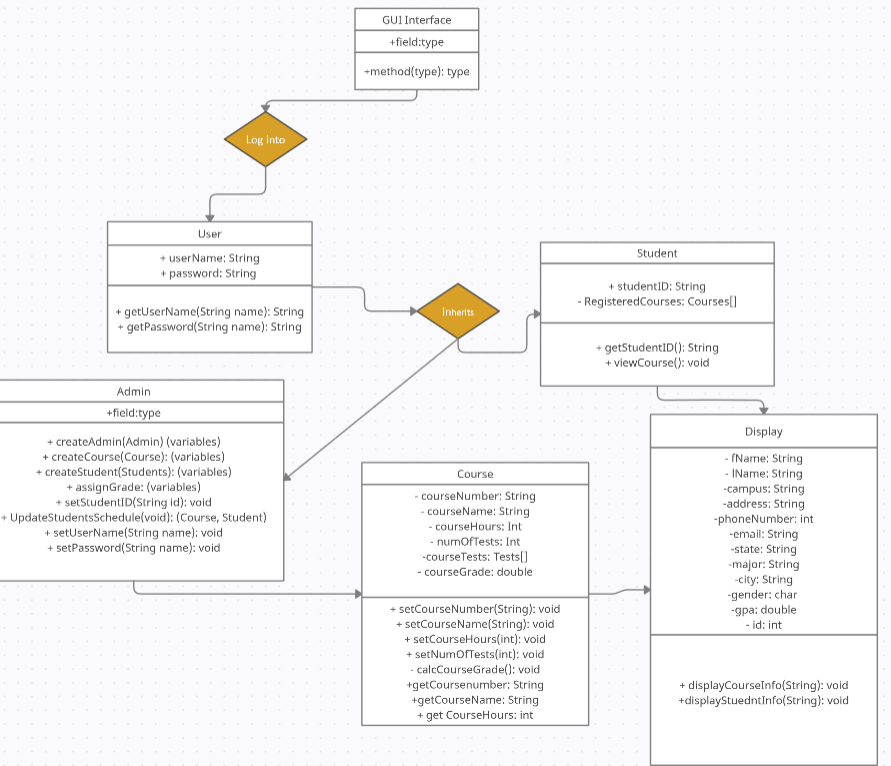 GUI Interface
+field:type
+method(type): type
Log into
User
+ userName: String
+ password: String
+ getUserName(String name): String
+ getPassword(String name): String
Inherits
Student
+ studentID: String
- RegisteredCourses: Courses[]
+ getStudentID(): String
+ viewCourse(): void
Admin
+field:type
+ createAdmin(Admin) (variables)
+ createCourse(Course): (variables)
+ createStudent(Students): (variables)
+ assignGrade: (variables)
+ setStudentID(String id): void
+ UpdateStudentsSchedule(void): (Course, Student)
+ setUserName(String name): void
+ setPassword(String name): void
Course
- courseNumber: String
- courseName: String
- courseHours: Int
- numOfTests: Int
-courseTests: Tests[]
- courseGrade: double
+ setCourseNumber(String): void
+ setCourseName(String): void
+ setCourseHours(int): void
+ setNumOfTests(int): void
- calcCourseGrade(): void
+getCoursenumber: String
+getCourseName: String
+ get CourseHours: int
Display
- fName: String
- lName: String
-campus: String
-address: String
-phoneNumber: int
-email: String
-state: String
-major: String
-city: String
-gender: char
-gpa: double
- id: int
+ displayCourseInfo(String): void
+displayStuedntInfo(String): void